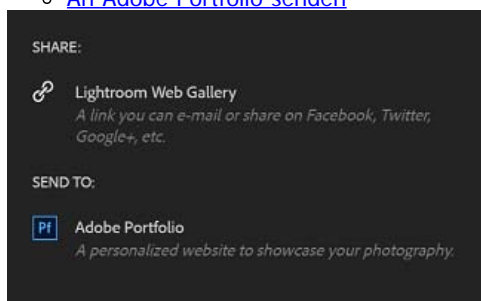 An Adobe Portfolio senden
SHARE:
Lightroom Web Gallery
A link you can e-mail or share on Facebook, Twitter,
Google+, etc.
SEND TO:
Pf Adobe Portfolio
A personalized website to showcase your photography.